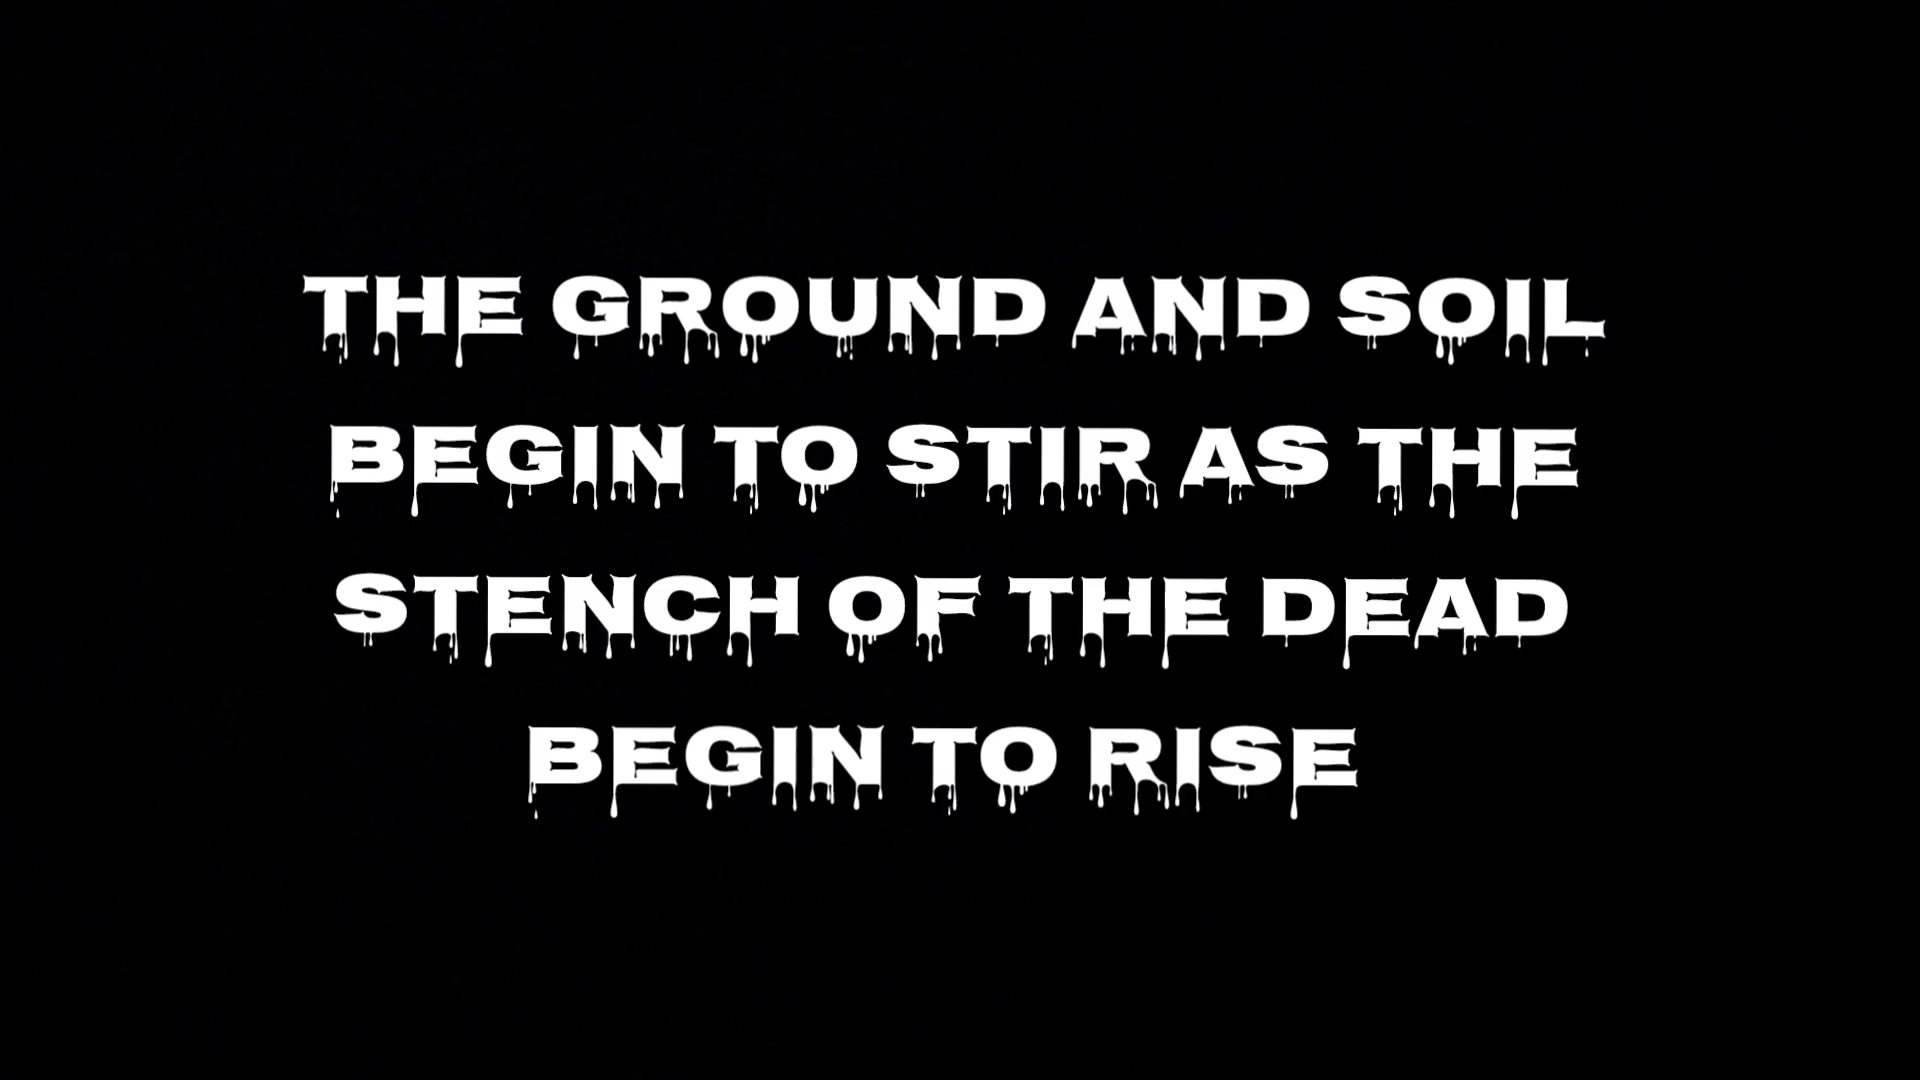 THE GROUND AND SOIL
BEGIN TO STIR AS THE
STENCH OF THE DEAD
BEGIN TO RISE